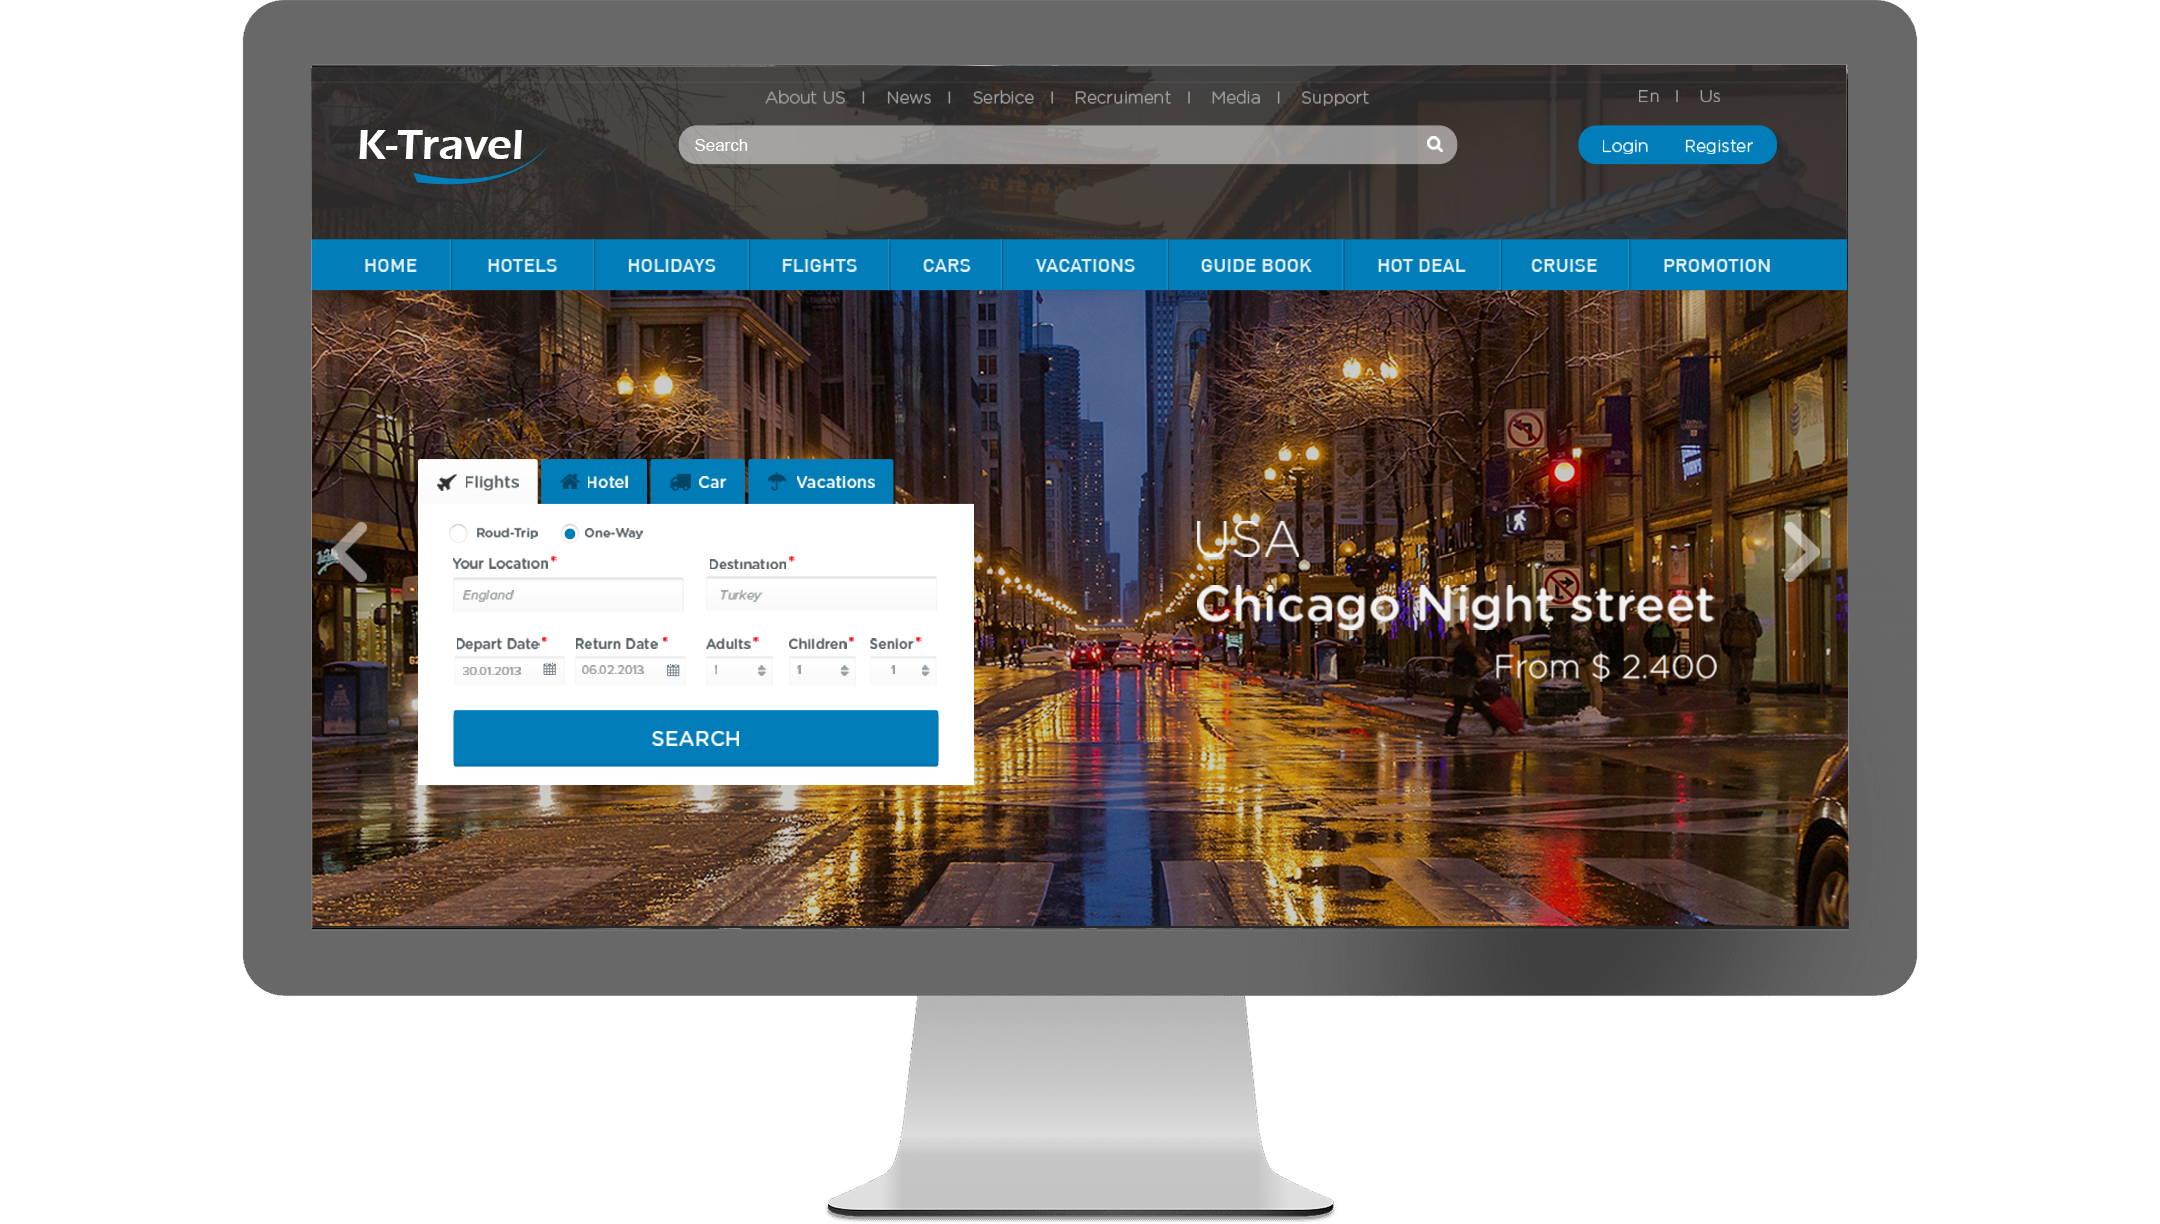 About US | News | Serbice | Recruiment | Media | Support
En | Us
K-Travel
Search
Login Register
HOME HOTELS HOLIDAYS FLIGHTS CARS VACATIONS GUIDE BOOK HOT DEAL CRUISE PROMOTION
Flights Hotel Car Vacations
Roud-Trip One-Way
Your Location* Destination*
England Turkey
Depart Date* Return Date* Adults* Children* Senior*
30.01.2013 06.02.2013 1 1 1
SEARCH
USA.
Chicago Night street
From $ 2.400
JOHN'S